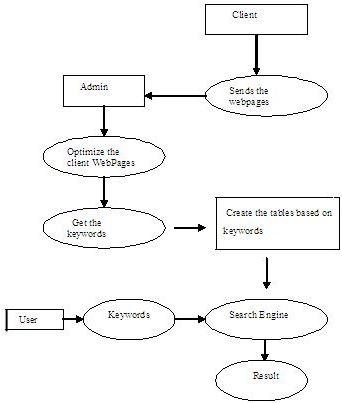 Client
Sends the
webpages
Admin
Optimize the
client WebPages
Get the
keywords
Create the tables based on
keywords
User
Keywords
Search Engine
Result